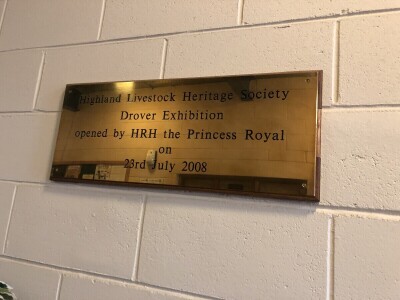 Highland Livestock Heritage Society
Drover Exhibition
opened by HRH the Princess Royal
on
23rd July 2008